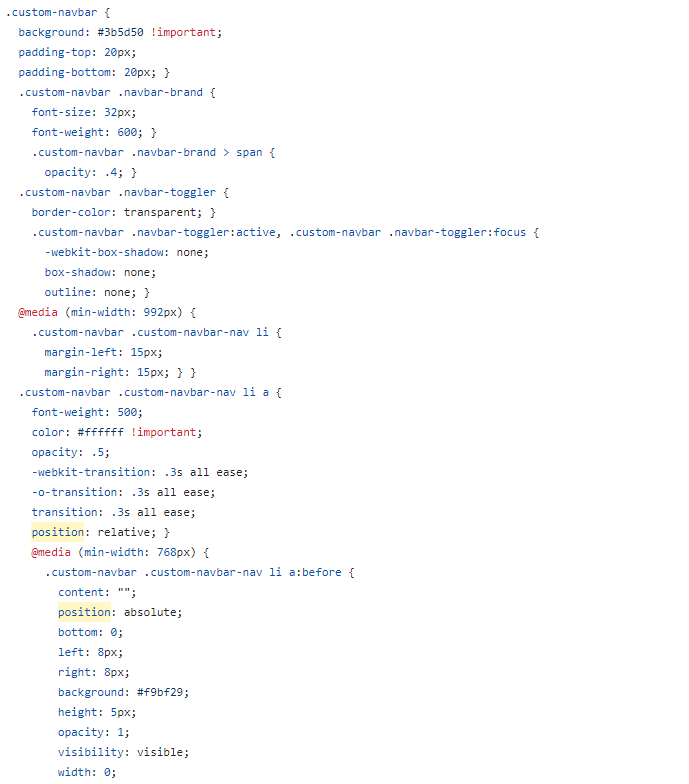 .custom-navbar {
background: #3b5d50 !important;
padding-top: 20px;
padding-bottom: 20px; }
.custom-navbar .navbar-brand {
font-size: 32px;
font-weight: 600; }
.custom-navbar .navbar-brand > span {
opacity: .4; }
.custom-navbar .navbar-toggler {
border-color: transparent; }
.custom-navbar .navbar-toggler:active, .custom-navbar .navbar-toggler:focus {
-webkit-box-shadow: none;
box-shadow: none;
outline: none; }
@media (min-width: 992px) {
.custom-navbar .custom-navbar-nav li {
margin-left: 15px;
margin-right: 15px; } }
.custom-navbar .custom-navbar-nav li a {
font-weight: 500;
color: #ffffff !important;
opacity: .5;
-webkit-transition: .3s all ease;
-o-transition: .3s all ease;
transition: .3s all ease;
position: relative; }
@media (min-width: 768px) {
.custom-navbar .custom-navbar-nav li a:before {
content: "";
position: absolute;
bottom: 0;
left: 8px;
right: 8px;
background: #f9bf29;
height: 5px;
opacity: 1;
visibility: visible;
width: 0;